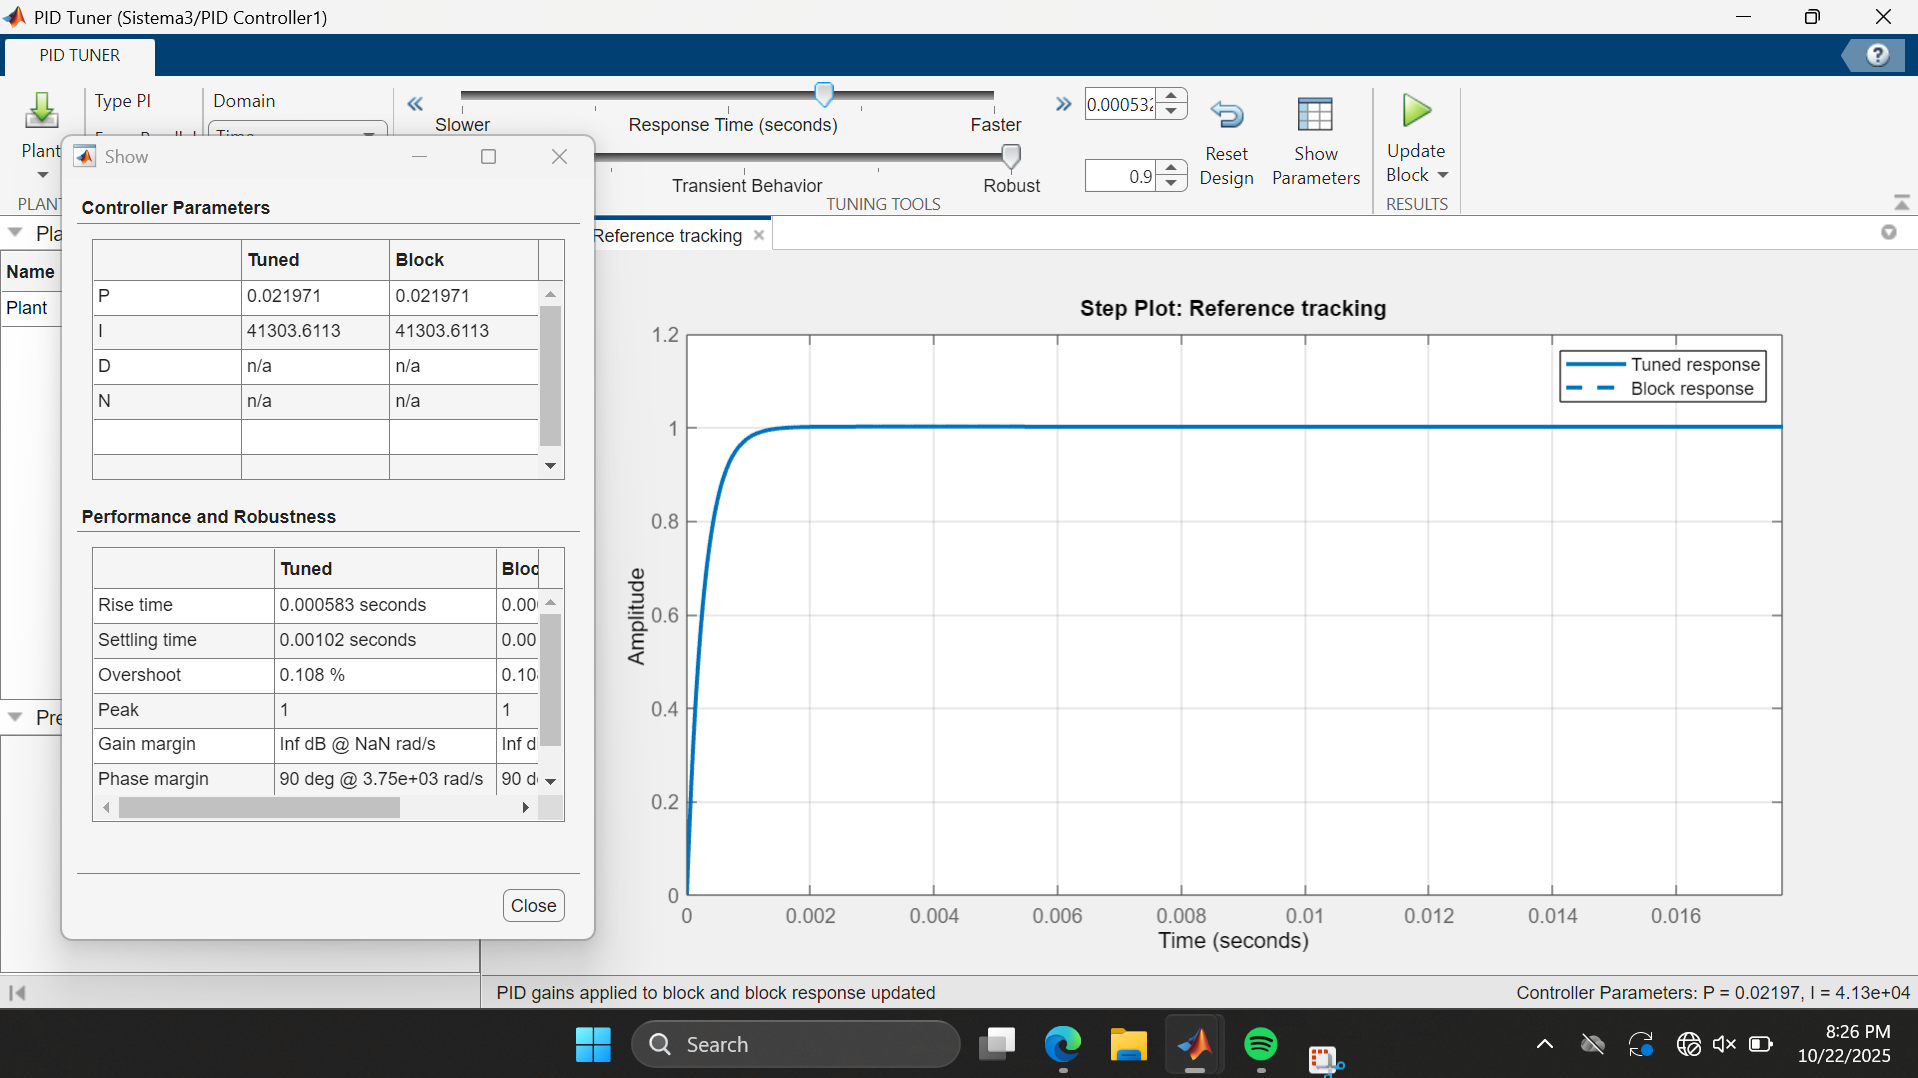 PID Tuner (Sistema3/PID Controller1)
PID TUNER
Plant
Type PI
Domain
Slower
Response Time (seconds)
Faster
0.000532
Transient Behavior
Robust
0.9
Reset
Design
Show
Parameters
Update
Block
PLANT
TUNING TOOLS
RESULTS
Show
Controller Parameters
Tuned Block
P 0.021971 0.021971
I 41303.6113 41303.6113
D n/a n/a
N n/a n/a
Performance and Robustness
Tuned Bloc
Rise time 0.000583 seconds 0.00
Settling time 0.00102 seconds 0.00
Overshoot 0.108 % 0.10
Peak 1 1
Gain margin Inf dB @ NaN rad/s Inf d
Phase margin 90 deg @ 3.75e+03 rad/s 90 d
Close
Pla
Name
Plant
Pre
Reference tracking
Step Plot: Reference tracking
Tuned response
Block response
Amplitude
1.2
1
0.8
0.6
0.4
0.2
0
0 0.002 0.004 0.006 0.008 0.01 0.012 0.014 0.016
Time (seconds)
PID gains applied to block and block response updated
Controller Parameters: P = 0.02197, I = 4.13e+04
Search
8:26 PM
10/22/2025